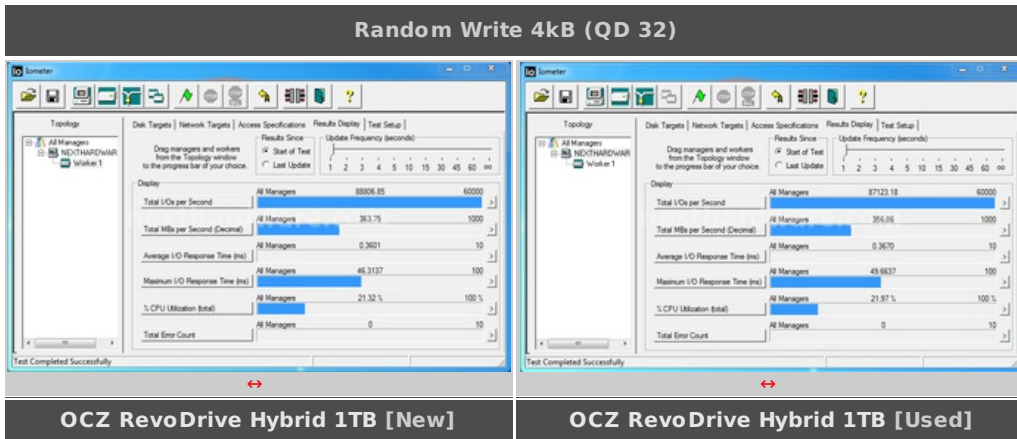 Random Write 4kB (QD 32)
Iometer
Topology
All Managers
NEXTHARDWAR
Worker 1
Disk Targets | Network Targets | Access Specifications | Results Display | Test Setup |
Drag managers and workers
from the Topology window
to the progress bar of your choice.
Results Since
Start of Test
Last Update
Update Frequency (seconds)
1 2 3 4 5 10 15 30 45 60 oo
Display
All Managers 88806.85 60000
Total I/Os per Second
All Managers 363.75 1000
Total MBs per Second (Decimal)
All Managers 0.3601 10
Average I/O Response Time (ms)
All Managers 46.3137 100
Maximum I/O Response Time (ms)
All Managers 21.32 % 100 %
% CPU Utilization (total)
All Managers 0 10
Total Error Count
Test Completed Successfully
OCZ RevoDrive Hybrid 1TB [New]
Iometer
Topology
All Managers
NEXTHARDWAR
Worker 1
Disk Targets | Network Targets | Access Specifications | Results Display | Test Setup |
Drag managers and workers
from the Topology window
to the progress bar of your choice.
Results Since
Start of Test
Last Update
Update Frequency (seconds)
1 2 3 4 5 10 15 30 45 60 oo
Display
All Managers 87123.18 60000
Total I/Os per Second
All Managers 356.86 1000
Total MBs per Second (Decimal)
All Managers 0.3670 10
Average I/O Response Time (ms)
All Managers 49.6637 100
Maximum I/O Response Time (ms)
All Managers 21.97 % 100 %
% CPU Utilization (total)
All Managers 0 10
Total Error Count
Test Completed Successfully
OCZ RevoDrive Hybrid 1TB [Used]